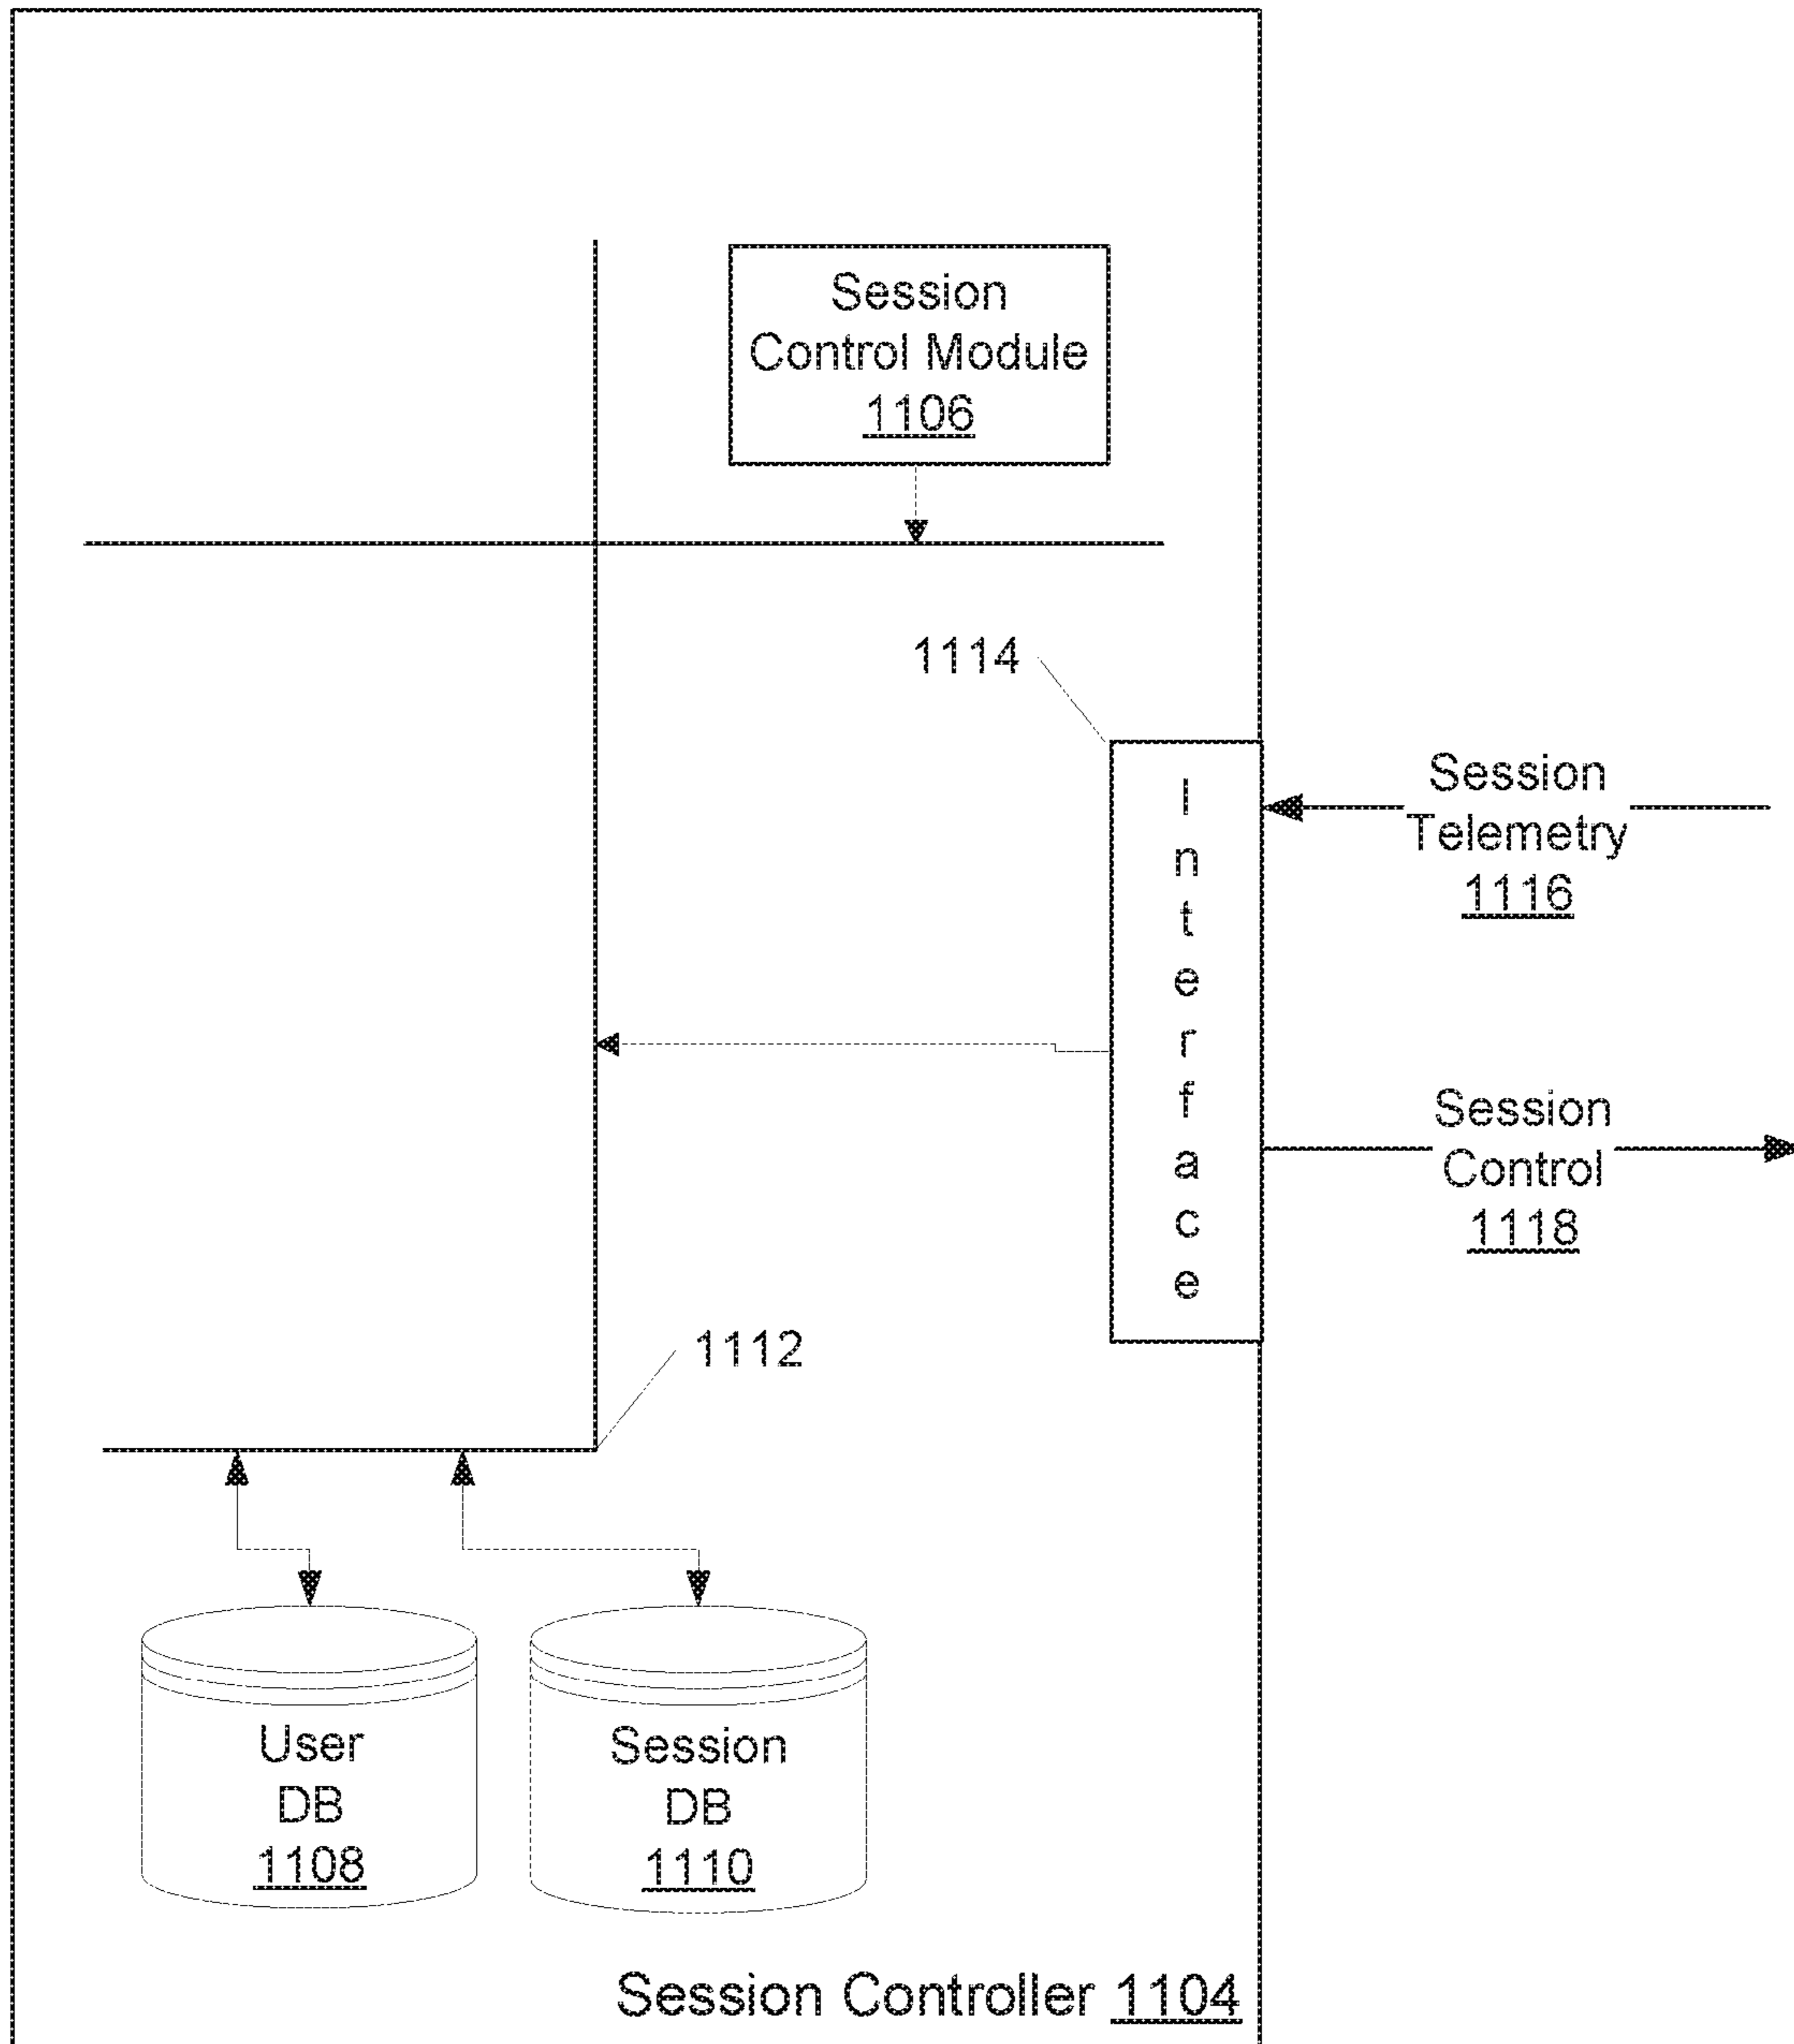 Session
Control Module
1106
1114
Interface
Session
Telemetry
1116
Session
Control
1118
1112
User
DB
1108
Session
DB
1110
Session Controller 1104